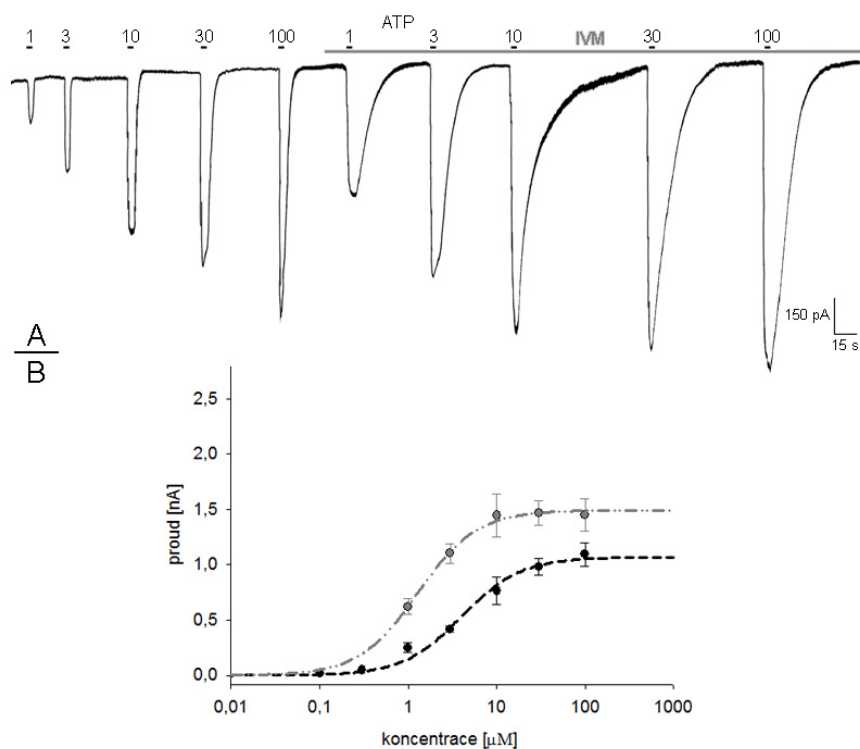 ATP
1 3 10 30 100 1 3 10 IVM 30 100
150 pA
15 s
A
B
2,5
2,0
1,5
1,0
0,5
0,0
proud [nA]
0,01 0,1 1 10 100 1000
koncentrace [µM]